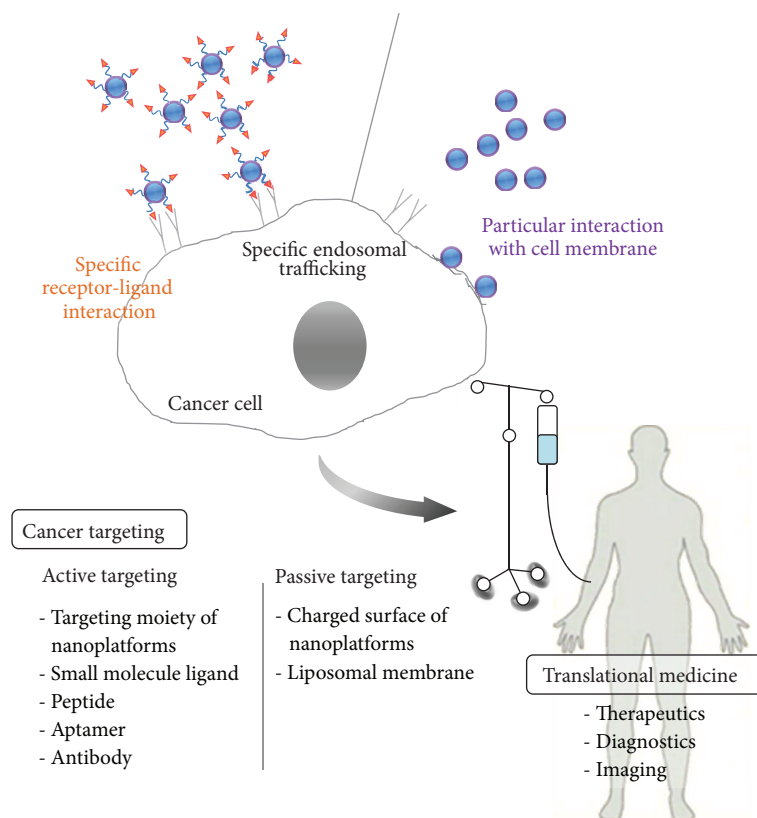 Particular interaction
with cell membrane
Specific endosomal
trafficking
Specific
receptor-ligand
interaction
Cancer cell
Cancer targeting
Active targeting
- Targeting moiety of
nanoplatforms
- Small molecule ligand
- Peptide
- Aptamer
- Antibody
Passive targeting
- Charged surface of
nanoplatforms
- Liposomal membrane
Translational medicine
- Therapeutics
- Diagnostics
- Imaging